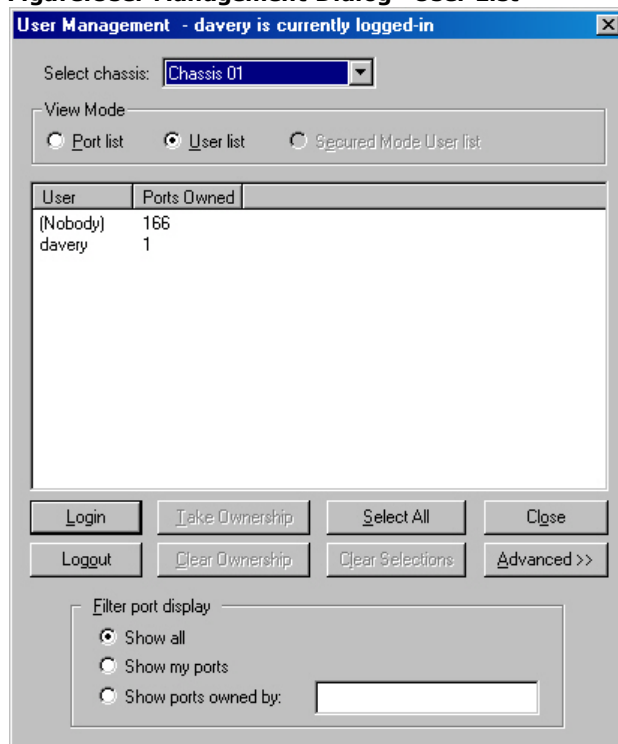 Figure:User Management Dialog - User List
User Management - davery is currently logged-in
Select chassis: Chassis 01
View Mode
Port list User list Secured Mode User list
User Ports Owned
(Nobody) 166
davery 1
Login Take Ownership Select All Close
Logout Clear Ownership Clear Selections Advanced >>
Filter port display
Show all
Show my ports
Show ports owned by: